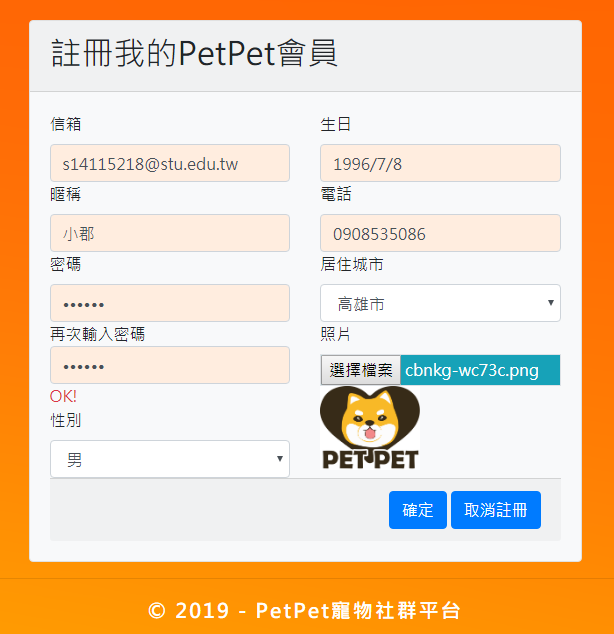 註冊我的PetPet會員
信箱
s14115218@stu.edu.tw
暱稱
小郡
密碼
••••••
再次輸入密碼
••••••
OK!
性別
男
生日
1996/7/8
電話
0908535086
居住城市
高雄市
照片
選擇檔案 cbnkg-wc73c.png
PETPET
確定 取消註冊
© 2019 - PetPet寵物社群平台